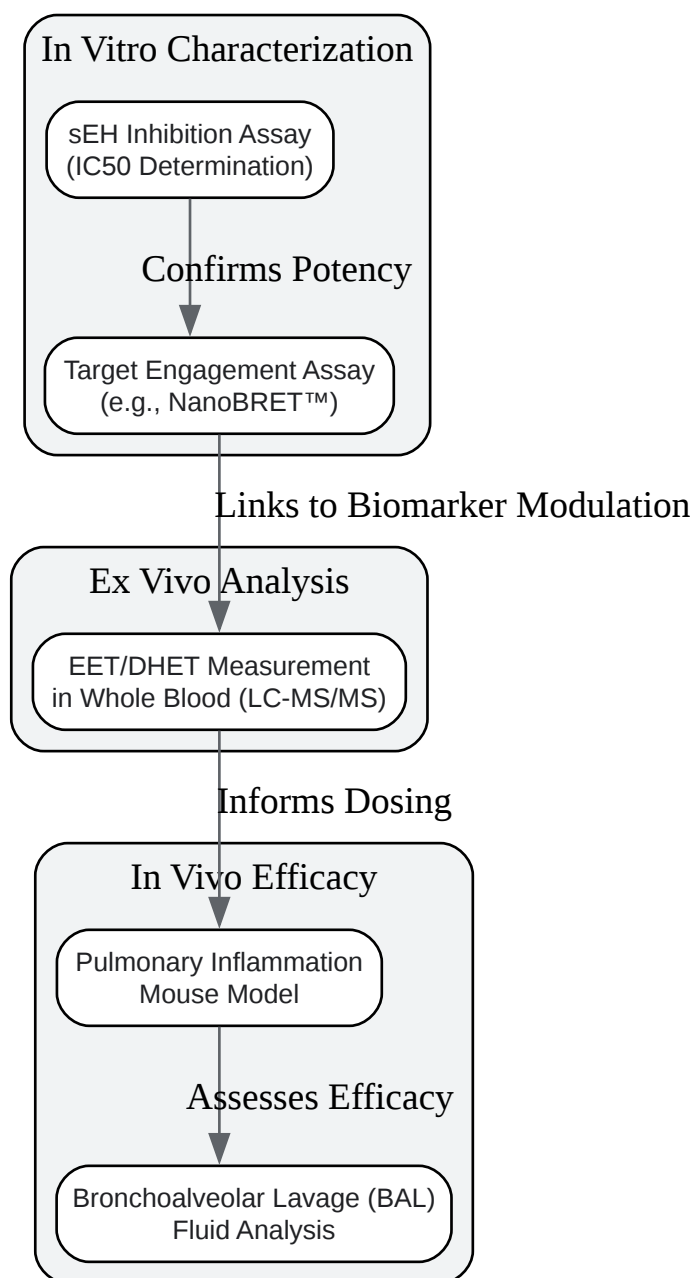 In Vitro Characterization
sEH Inhibition Assay
(IC50 Determination)
Confirms Potency
Target Engagement Assay
(e.g., NanoBRET™)
Links to Biomarker Modulation
Ex Vivo Analysis
EET/DHET Measurement
in Whole Blood (LC-MS/MS)
Informs Dosing
In Vivo Efficacy
Pulmonary Inflammation
Mouse Model
Assesses Efficacy
Bronchoalveolar Lavage (BAL)
Fluid Analysis